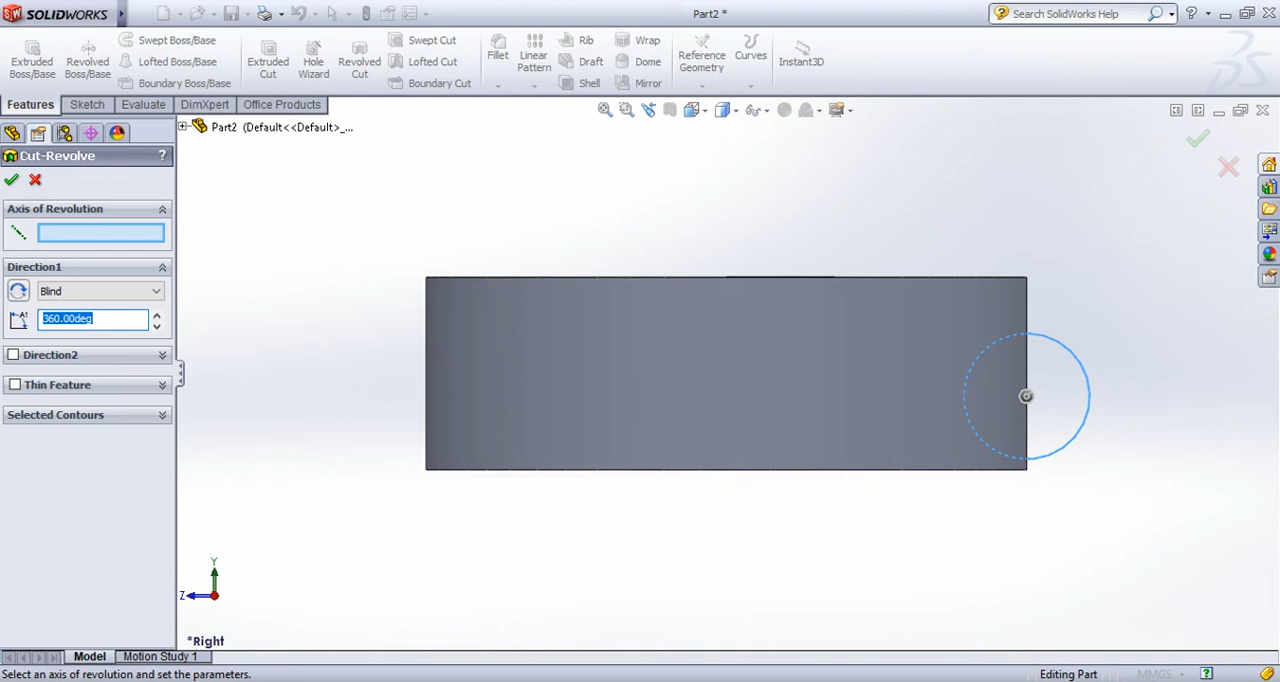 SOLIDWORKS
Part2 *
Search SolidWorks Help
Extruded Boss/Base
Revolved Boss/Base
Swept Boss/Base
Lofted Boss/Base
Boundary Boss/Base
Extruded Cut
Hole Wizard
Revolved Cut
Swept Cut
Lofted Cut
Boundary Cut
Fillet
Linear Pattern
Rib
Draft
Shell
Wrap
Dome
Mirror
Reference Geometry
Curves
Instant3D
Features
Sketch
Evaluate
DimXpert
Office Products
Part2 (Default<<Default>_...
Cut-Revolve
?
Axis of Revolution
Direction1
Blind
360.00deg
Direction2
Thin Feature
Selected Contours
Y
Z
*Right
Model
Motion Study 1
Select an axis of revolution and set the parameters.
Editing Part
MMGS
?